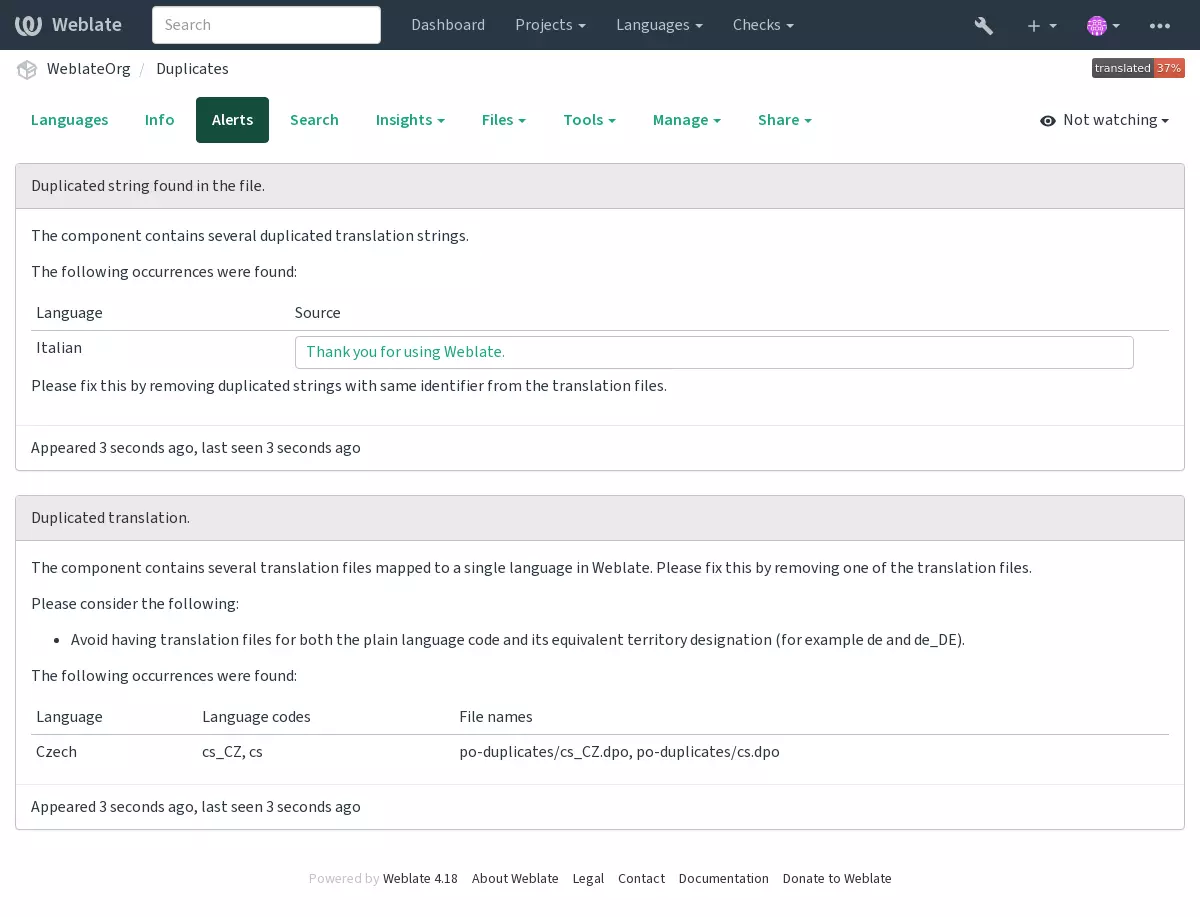 Weblate Search Dashboard Projects Languages Checks
WeblateOrg / Duplicates translated 37%
Languages Info Alerts Search Insights Files Tools Manage Share Not watching
Duplicated string found in the file.
The component contains several duplicated translation strings.
The following occurrences were found:
Language Source
Italian Thank you for using Weblate.
Please fix this by removing duplicated strings with same identifier from the translation files.
Appeared 3 seconds ago, last seen 3 seconds ago
Duplicated translation.
The component contains several translation files mapped to a single language in Weblate. Please fix this by removing one of the translation files.
Please consider the following:
• Avoid having translation files for both the plain language code and its equivalent territory designation (for example de and de_DE).
The following occurrences were found:
Language Language codes File names
Czech cs_CZ, cs po-duplicates/cs_CZ.dpo, po-duplicates/cs.dpo
Appeared 3 seconds ago, last seen 3 seconds ago
Powered by Weblate 4.18 About Weblate Legal Contact Documentation Donate to Weblate